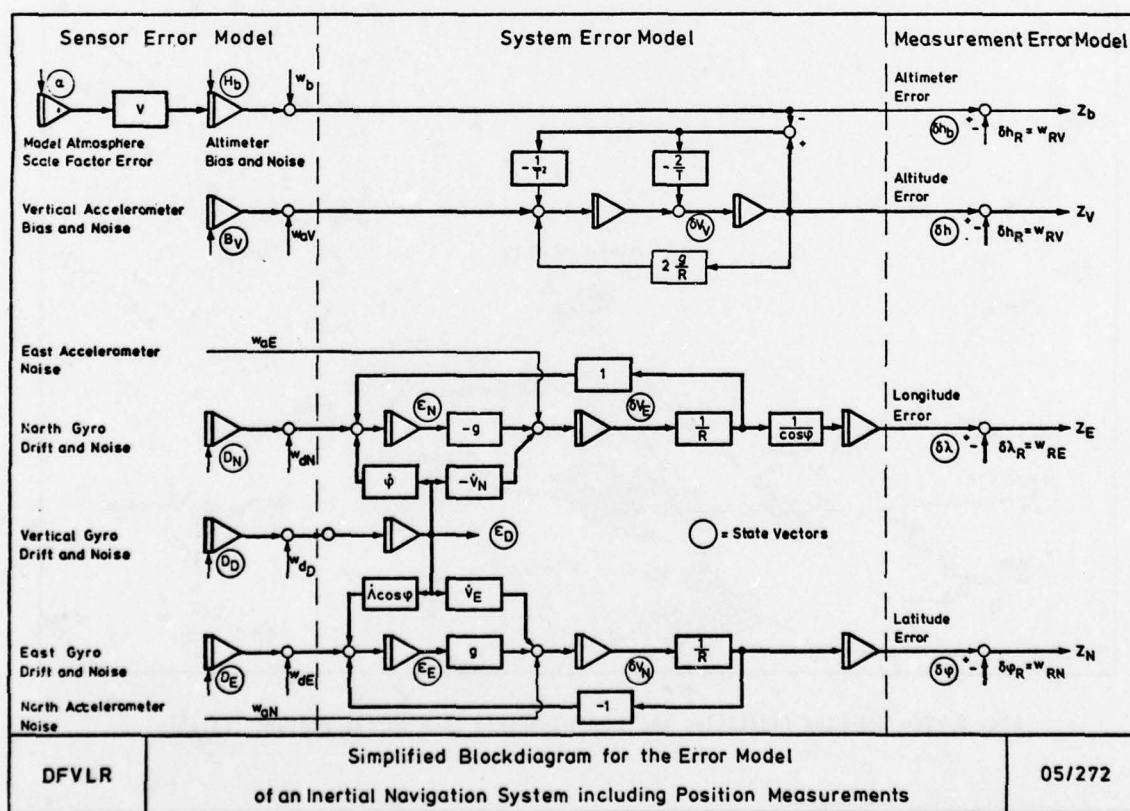 Sensor Error Model
System Error Model
Measurement Error Model
α
V
H_b
w_b
Model Atmosphere
Scale Factor Error
Altimeter
Bias and Noise
- 1/T²
- 2/T
-
+
Altimeter
Error
δh_b
+
-
δh_R = w_RV
Z_b
Vertical Accelerometer
Bias and Noise
B_V
w_aV
δV_V
2 g/R
Altitude
Error
δh
+
-
δh_R = w_RV
Z_V
East Accelerometer
Noise
w_aE
1
North Gyro
Drift and Noise
D_N
w_dN
ε_N
-g
δV_E
1/R
1/cosφ
Longitude
Error
δλ
+
-
δλ_R = w_RE
Z_E
φ̇
-v̇_N
Vertical Gyro
Drift and Noise
D_D
w_dD
ε_D
= State Vectors
Λ̇cosφ
v̇_E
East Gyro
Drift and Noise
D_E
w_dE
ε_E
g
δV_N
1/R
Latitude
Error
δφ
+
-
δφ_R = w_RN
Z_N
-1
North Accelerometer
Noise
w_aN
DFVLR
Simplified Blockdiagram for the Error Model
of an Inertial Navigation System including Position Measurements
05/272